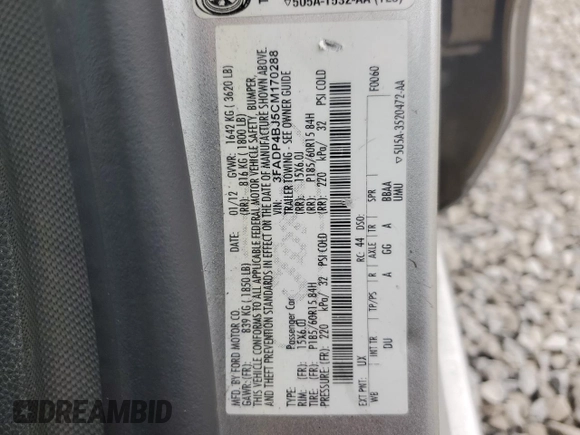 5U5A-1532-AA
MFD. BY FORD MOTOR CO.
DATE: 01/12 GVWR: 1642 KG ( 3620 LB)
GAWR:(FR): 839 KG ( 1850 LB) (RR): 816 KG ( 1800 LB)
THIS VEHICLE CONFORMS TO ALL APPLICABLE FEDERAL MOTOR VEHICLE SAFETY, BUMPER,
AND THEFT PREVENTION STANDARDS IN EFFECT ON THE DATE OF MANUFACTURE SHOWN ABOVE.
VIN: 3FADP4BJ5CM170288
TYPE: Passenger Car TRAILER TOWING - SEE OWNER GUIDE
RIM: (FR): 15X6.0J (RR): 15X6.0J
TIRE: (FR): P185/60R15 84H (RR): P185/60R15 84H
PRESSURE: (FR): 220 kPa/ 32 PSI COLD (RR): 220 kPa/ 32 PSI COLD
EXT PNT: UX RC: 44 DSO: F0060
WB INT TR TP/PS R AXLE TR SPR
DU A GG A BBAA
UMU
▽5U5A-3520472-AA
DREAMBID